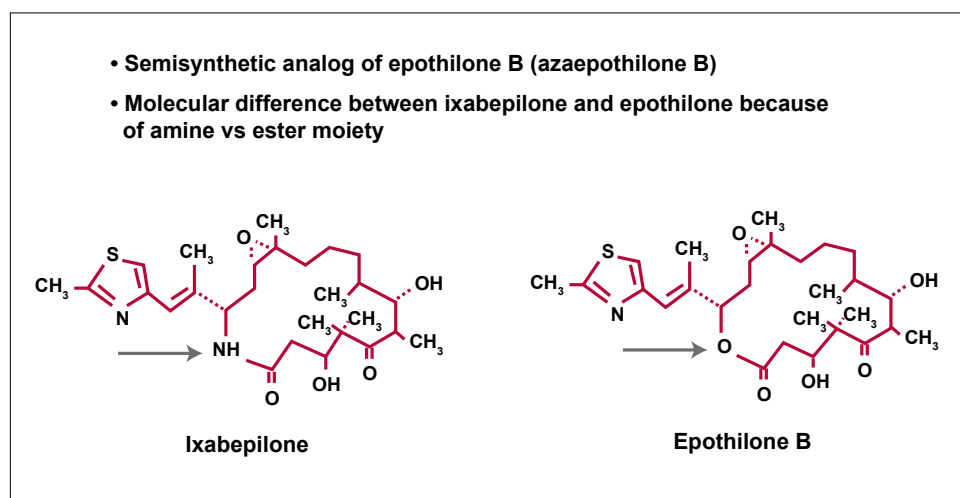 • Semisynthetic analog of epothilone B (azaepothilone B)
• Molecular difference between ixabepilone and epothilone because
of amine vs ester moiety
CH₃
O
S
CH₃
CH₃
N
OH
CH₃
CH₃
CH₃
CH₃
NH
O
OH
O
Ixabepilone
CH₃
O
S
CH₃
CH₃
N
OH
CH₃
CH₃
CH₃
CH₃
O
O
OH
O
Epothilone B